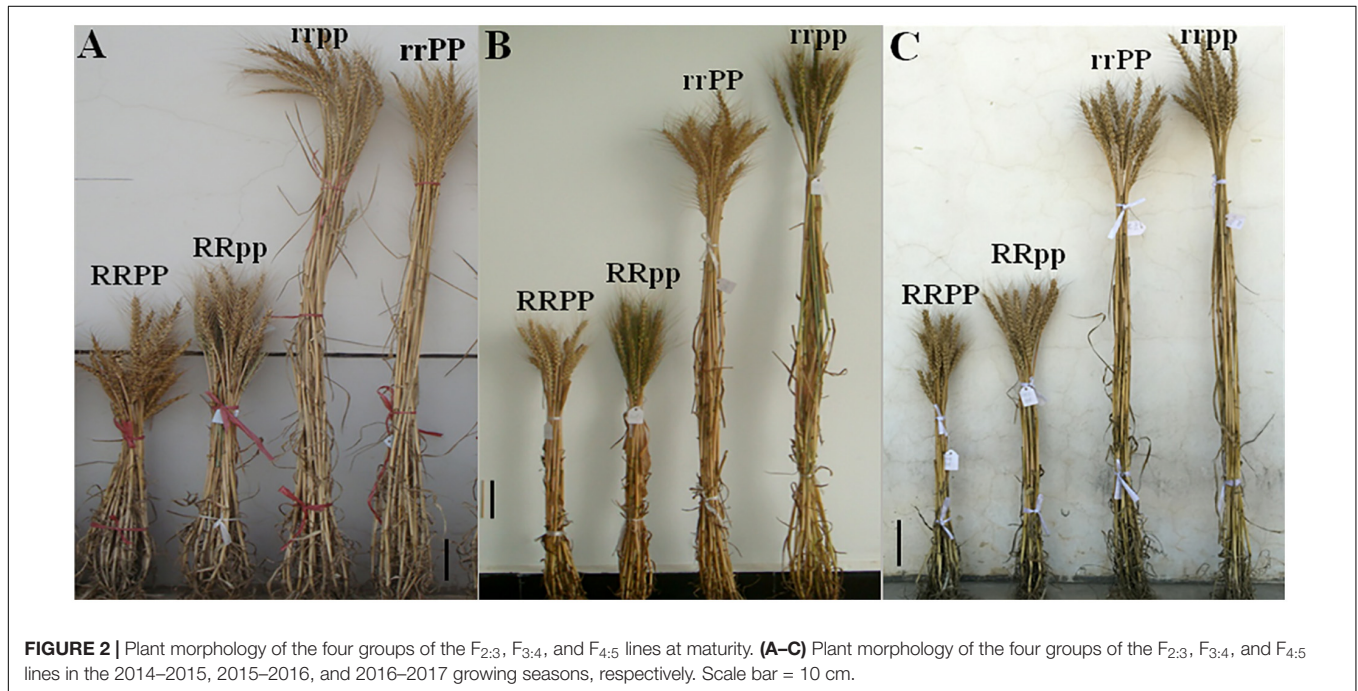 A
rrpp
rrPP
RRpp
RRPP
B
rrpp
rrPP
RRpp
RRPP
C
rrpp
rrPP
RRpp
RRPP
FIGURE 2 | Plant morphology of the four groups of the F2:3, F3:4, and F4:5 lines at maturity. (A–C) Plant morphology of the four groups of the F2:3, F3:4, and F4:5
lines in the 2014–2015, 2015–2016, and 2016–2017 growing seasons, respectively. Scale bar = 10 cm.